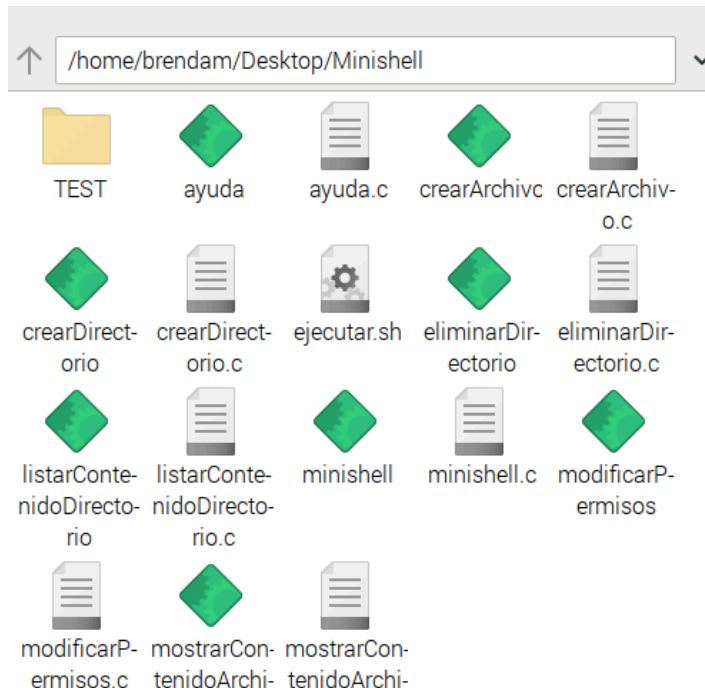 /home/brendam/Desktop/Minishell
TEST
ayuda
ayuda.c
crearArchivo
crearArchiv-
o.c
crearDirect-
orio
crearDirect-
orio.c
ejecutar.sh
eliminarDir-
ectorio
eliminarDir-
ectorio.c
listarConte-
nidoDirecto-
rio
listarConte-
nidoDirecto-
rio.c
minishell
minishell.c
modificarP-
ermisos
modificarP-
ermisos.c
mostrarCon-
tenidoArchi-
mostrarCon-
tenidoArchi-